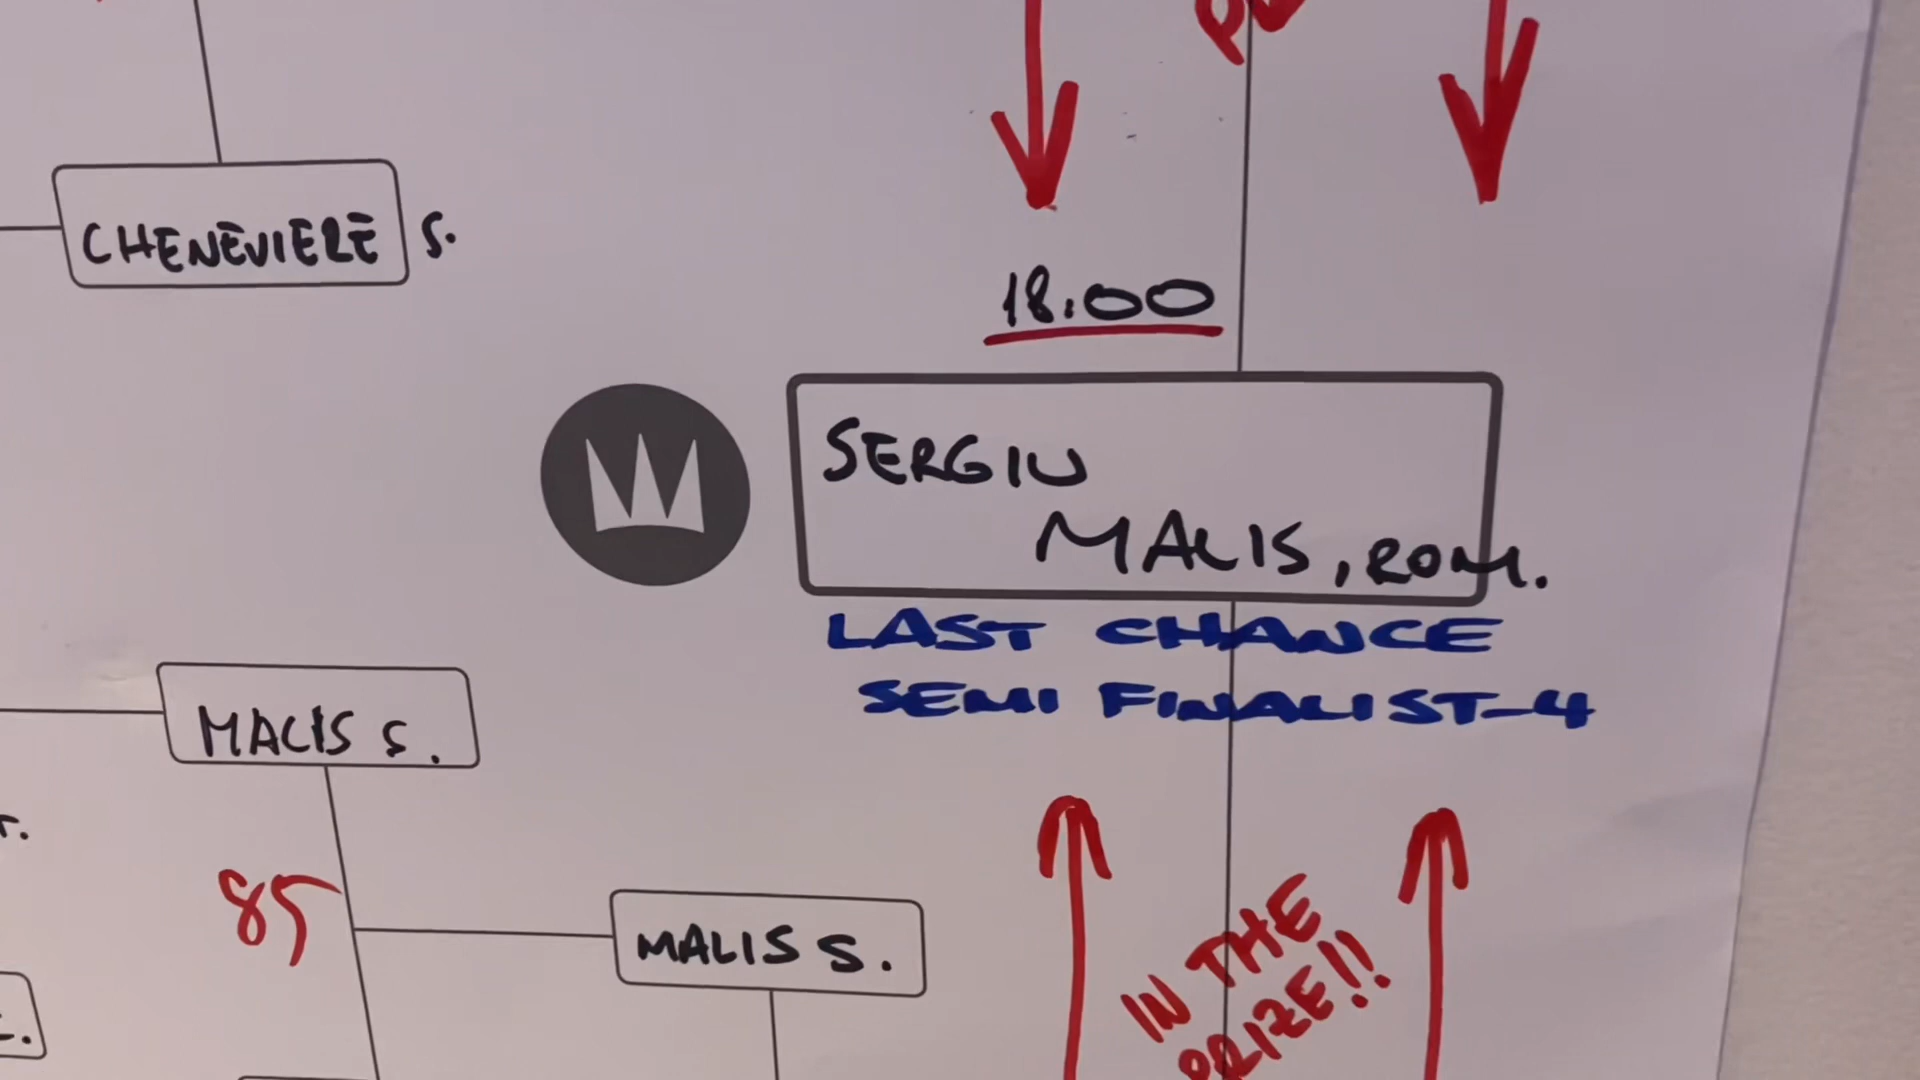 CHENEVIERE S.
18.00
SERGIU
MALIS, ROM.
LAST CHANCE
SEMI FINALIST-4
MALIS S.
85
MALIS S.
IN THE
PRIZE!!